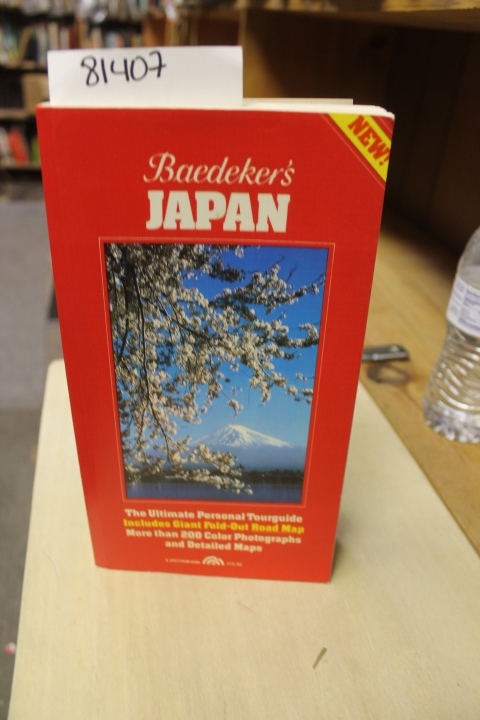 81407
NEW!
Baedeker's
JAPAN
The Ultimate Personal Tourguide
Includes Giant Fold-Out Road Map
More than 200 Color Photographs
and Detailed Maps